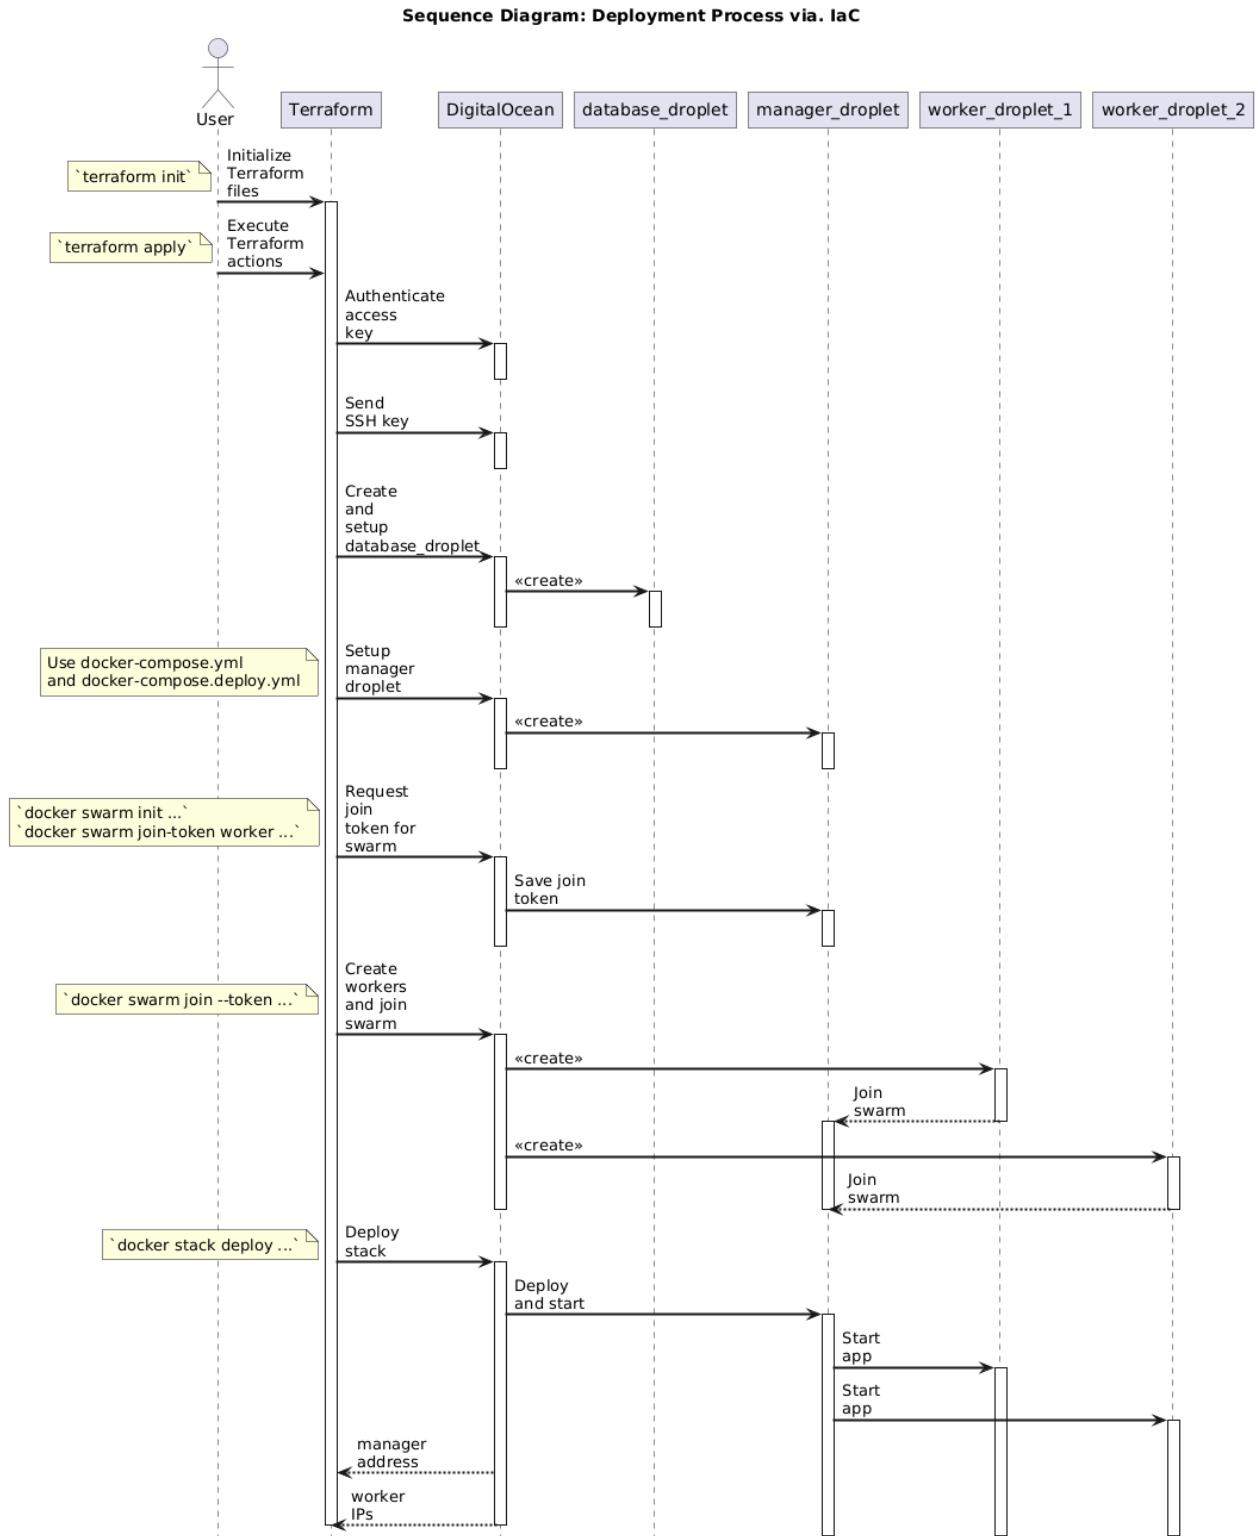 Sequence Diagram: Deployment Process via. IaC
User
Terraform
DigitalOcean
database_droplet
manager_droplet
worker_droplet_1
worker_droplet_2
`terraform init`
Initialize
Terraform
files
`terraform apply`
Execute
Terraform
actions
Authenticate
access
key
Send
SSH key
Create
and
setup
database_droplet
«create»
Use docker-compose.yml
and docker-compose.deploy.yml
Setup
manager
droplet
«create»
`docker swarm init ...`
`docker swarm join-token worker ...`
Request
join
token for
swarm
Save join
token
`docker swarm join --token ...`
Create
workers
and join
swarm
«create»
Join
swarm
«create»
Join
swarm
`docker stack deploy ...`
Deploy
stack
Deploy
and start
Start
app
Start
app
manager
address
worker
IPs